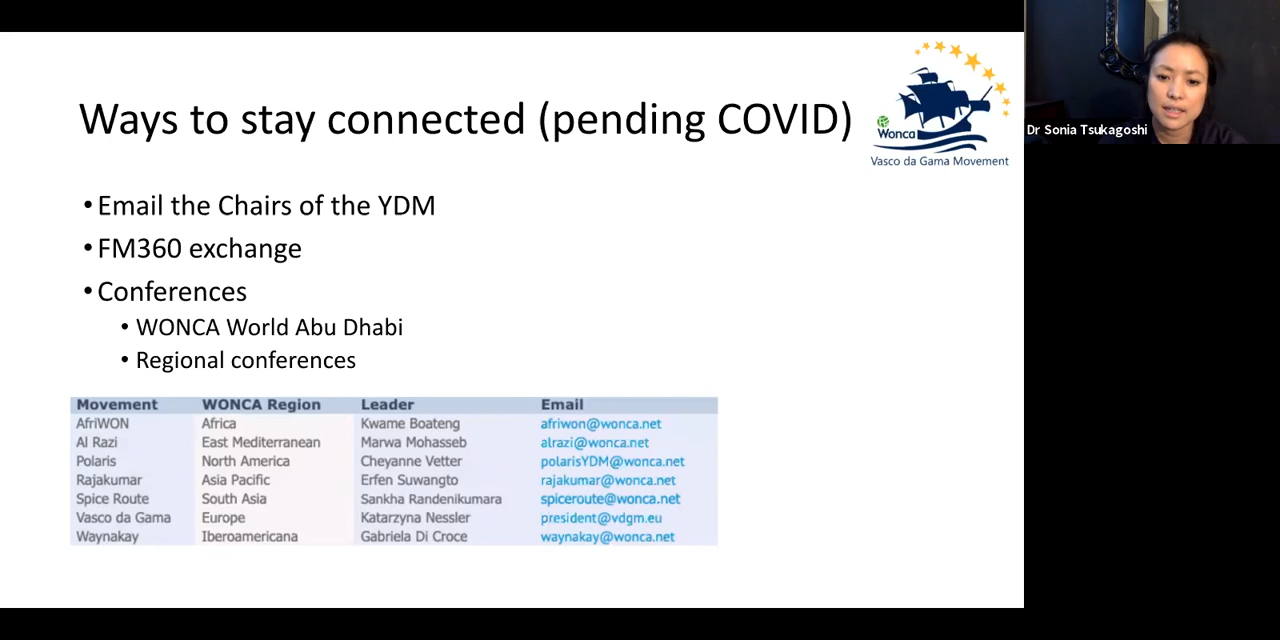 Ways to stay connected (pending COVID)
Wonca
Vasco da Gama Movement
Dr Sonia Tsukagoshi
•Email the Chairs of the YDM
•FM360 exchange
•Conferences
• WONCA World Abu Dhabi
• Regional conferences
Movement WONCA Region Leader Email
AfriWON Africa Kwame Boateng afriwon@wonca.net
Al Razi East Mediterranean Marwa Mohasseb alrazi@wonca.net
Polaris North America Cheyanne Vetter polarisYDM@wonca.net
Rajakumar Asia Pacific Erfen Suwangto rajakumar@wonca.net
Spice Route South Asia Sankha Randenikumara spiceroute@wonca.net
Vasco da Gama Europe Katarzyna Nessler president@vdgm.eu
Waynakay Iberoamericana Gabriela Di Croce waynakay@wonca.net